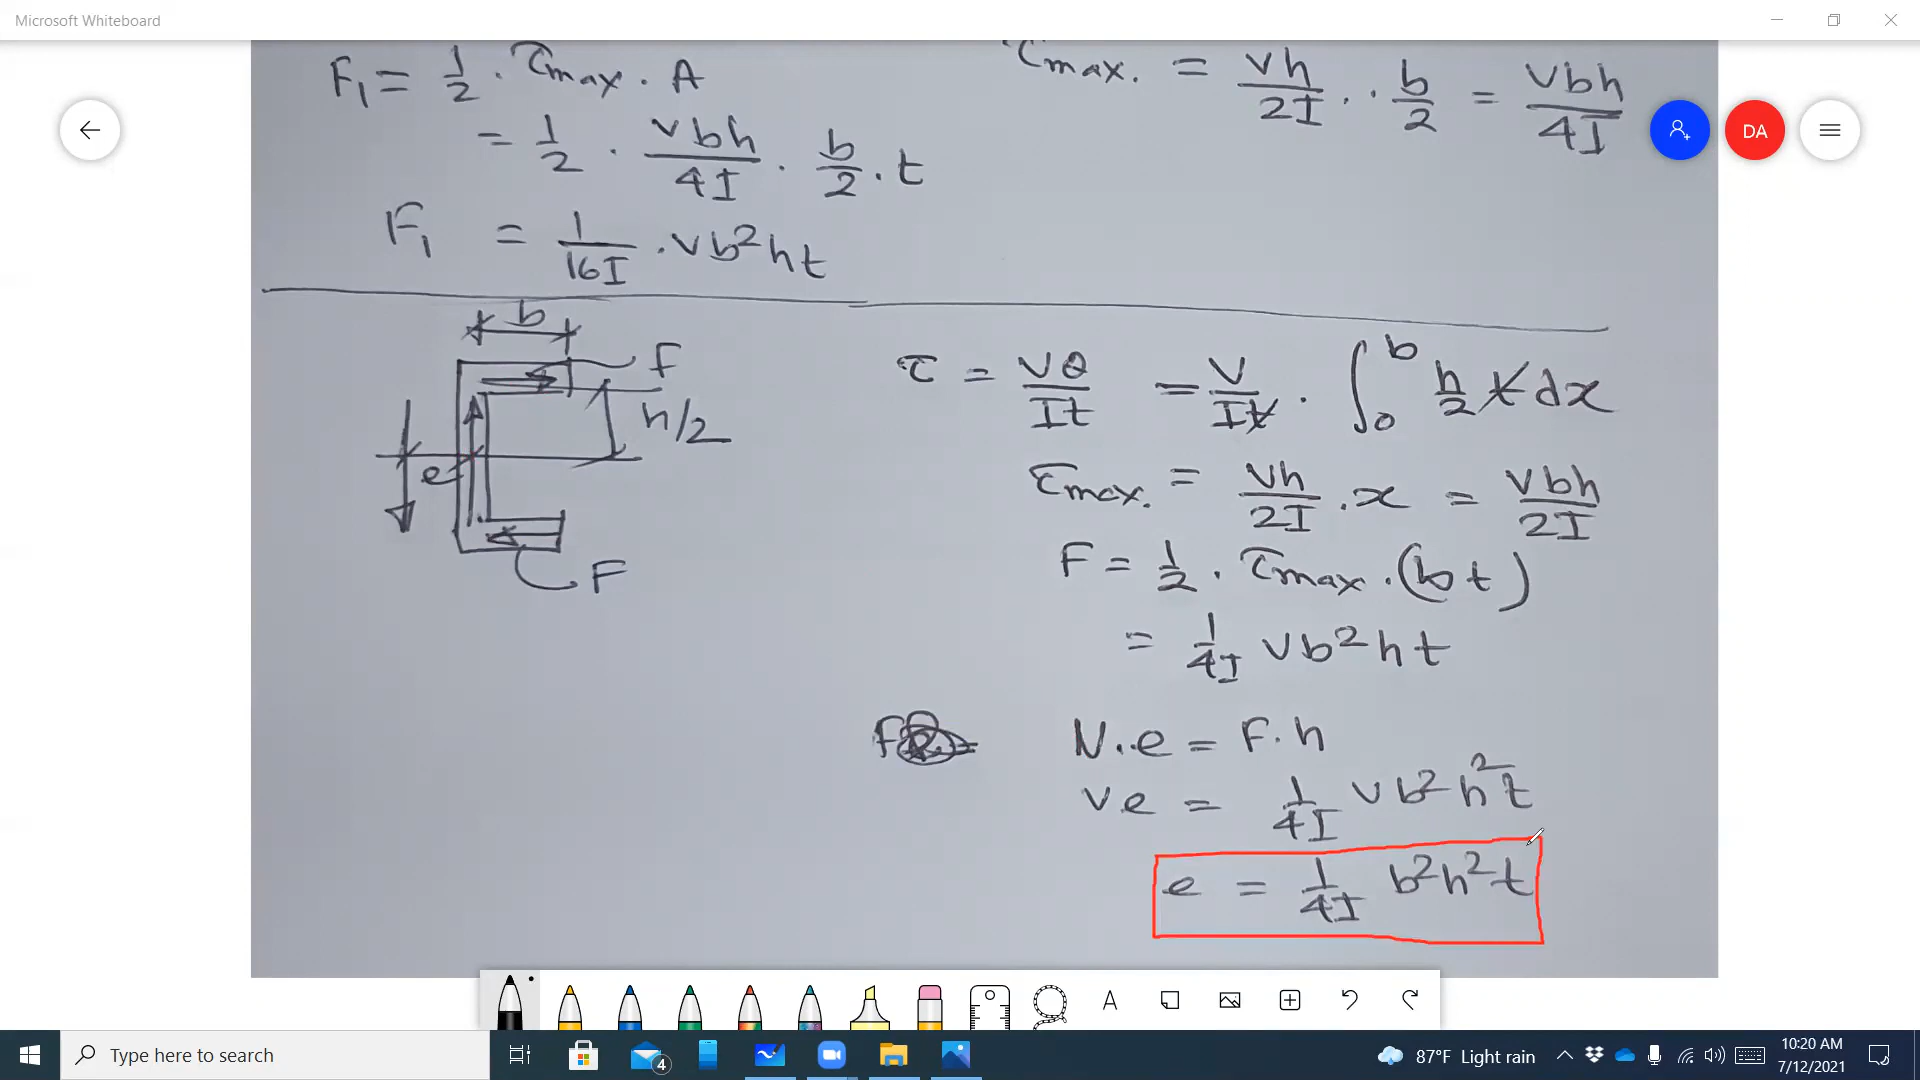 Microsoft Whiteboard
F₁ = 1/2 · τmax · A
= 1/2 · Vbh/4I · b/2 · t
F₁ = 1/16I · Vb²ht
τmax. = Vh/2I · · b/2 = Vbh/4I
DA
b
F
h/2
e
F
τ = VQ/It = V/It · ∫₀ᵇ h/2 t dx
τmax. = Vh/2I · x = Vbh/2I
F = 1/2 · τmax · (bt)
= 1/4I Vb²ht
F
V.e = F.h
Ve = 1/4I Vb²h²t
e = 1/4I b²h²t
A
Type here to search
4
87°F Light rain
10:20 AM
7/12/2021